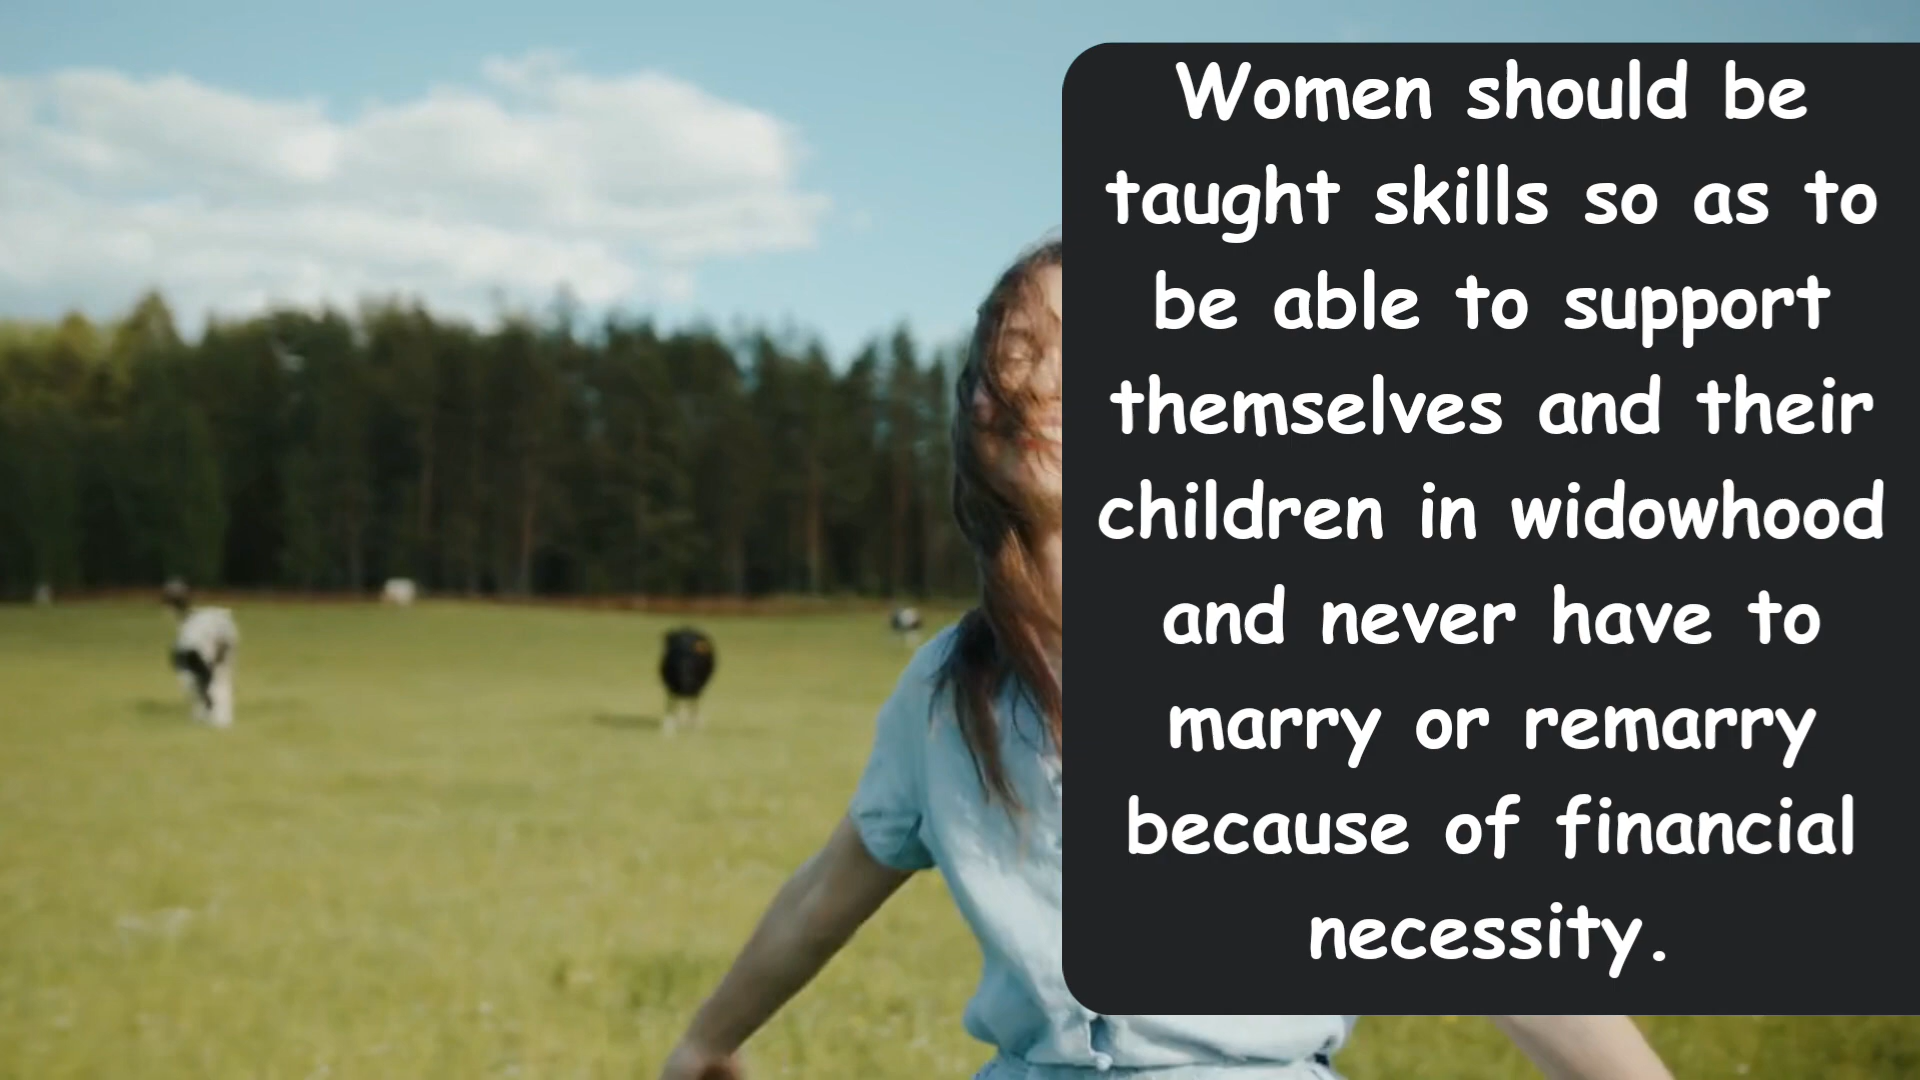 Women should be
taught skills so as to
be able to support
themselves and their
children in widowhood
and never have to
marry or remarry
because of financial
necessity.